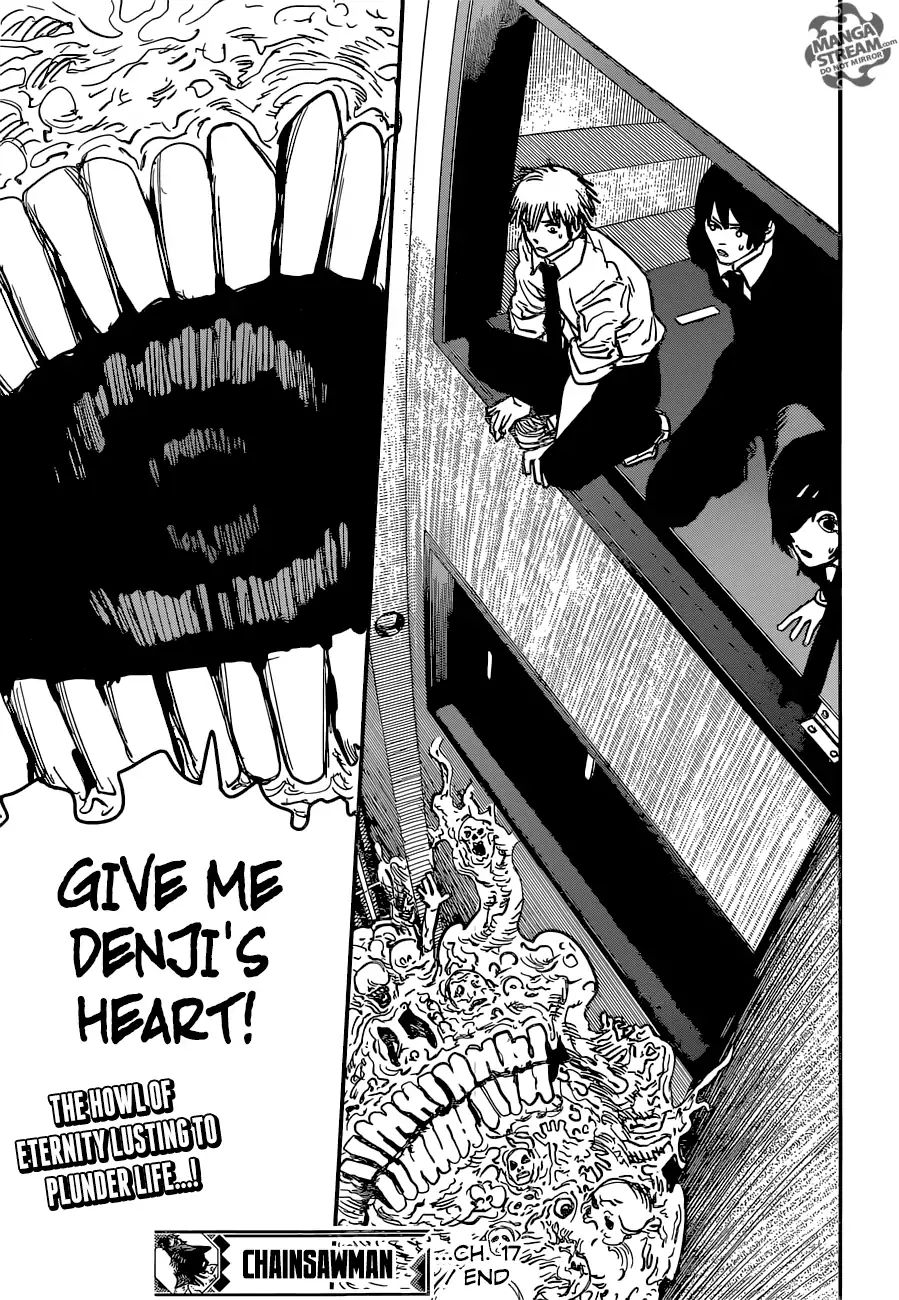 MANGA
STREAM.com
DO NOT MIRROR
GIVE ME
DENJI'S
HEART!
THE HOWL OF
ETERNITY LUSTING TO
PLUNDER LIFE...!
CHAINSAWMAN
...CH. 17
/ END